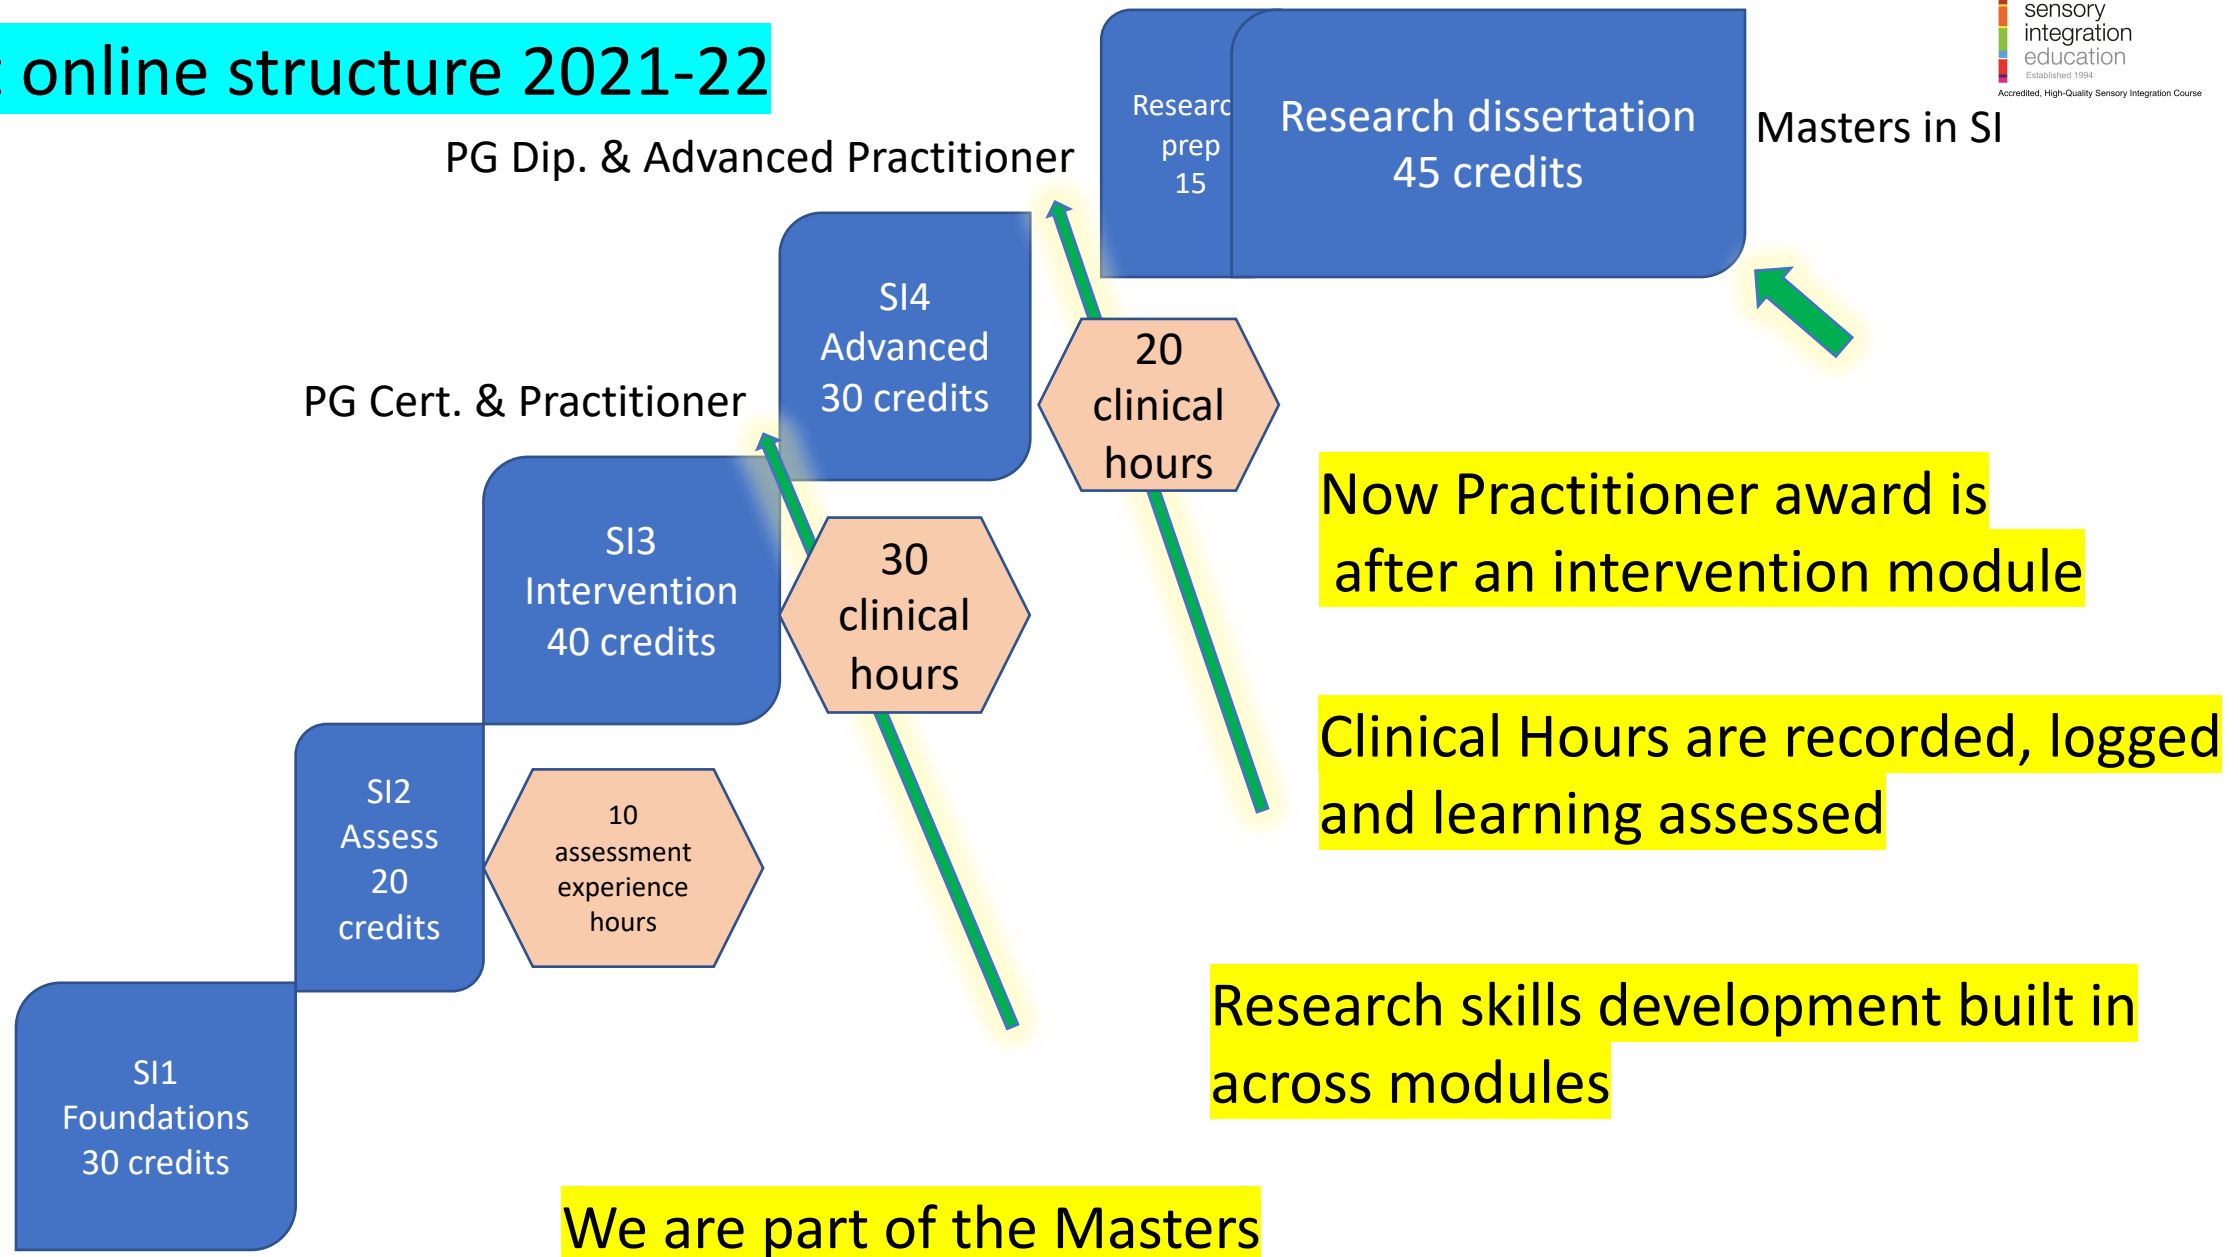 online structure 2021-22
sensory
integration
education
Established 1994
Accredited, High-Quality Sensory Integration Course
PG Dip. & Advanced Practitioner
prep
15
Research dissertation
45 credits
Masters in SI
SI4
Advanced
30 credits
20
clinical
hours
PG Cert. & Practitioner
SI3
Intervention
40 credits
30
clinical
hours
Now Practitioner award is
after an intervention module
Clinical Hours are recorded, logged
and learning assessed
SI2
Assess
20
credits
10
assessment
experience
hours
Research skills development built in
across modules
SI1
Foundations
30 credits
We are part of the Masters